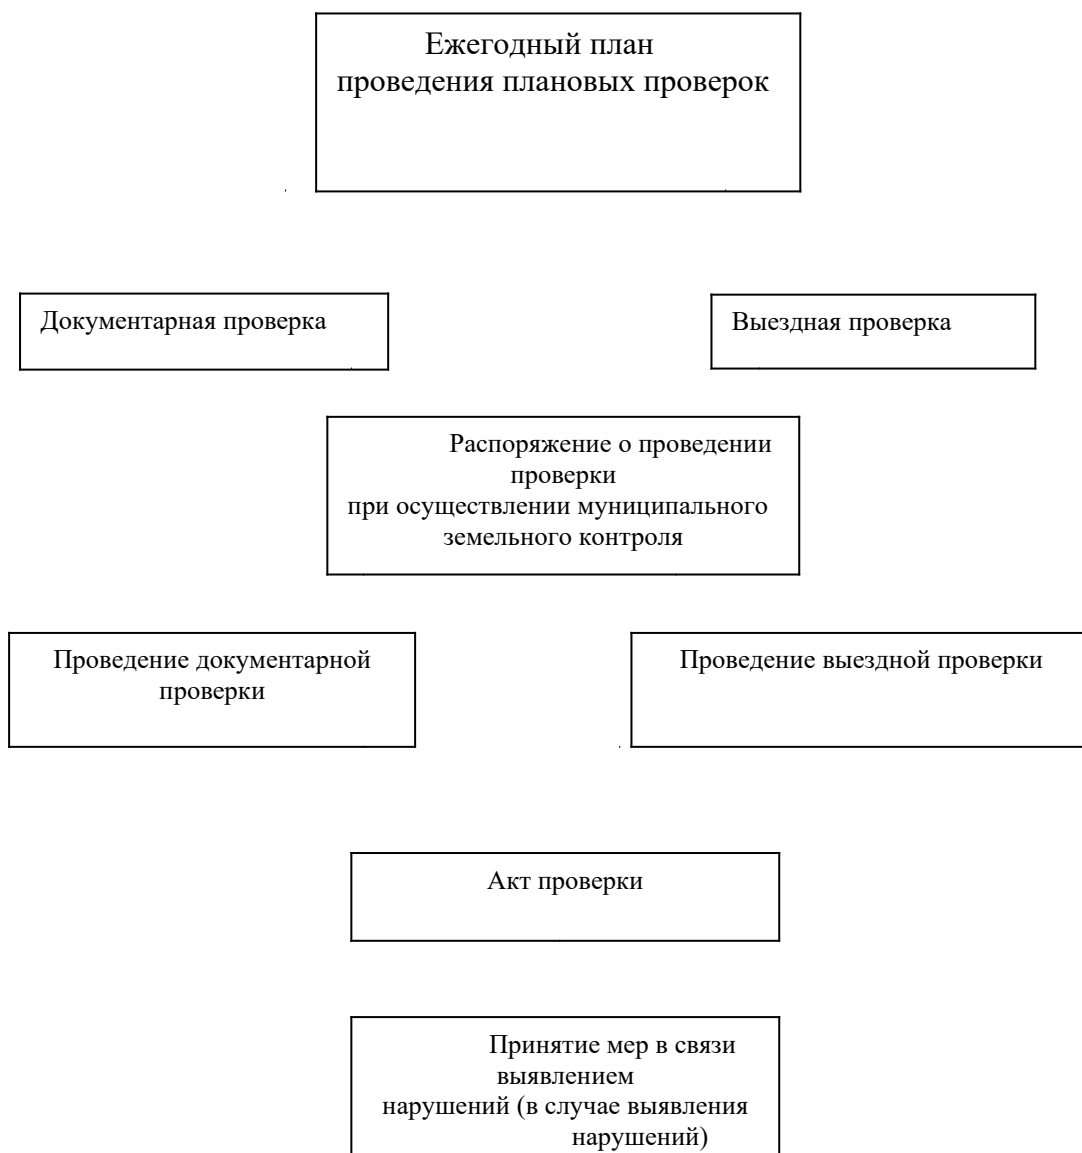 Ежегодный план
проведения плановых проверок
Документарная проверка
Выездная проверка
Распоряжение о проведении
проверки
при осуществлении муниципального
земельного контроля
Проведение документарной
проверки
Проведение выездной проверки
Акт проверки
Принятие мер в связи
выявлением
нарушений (в случае выявления
нарушений)